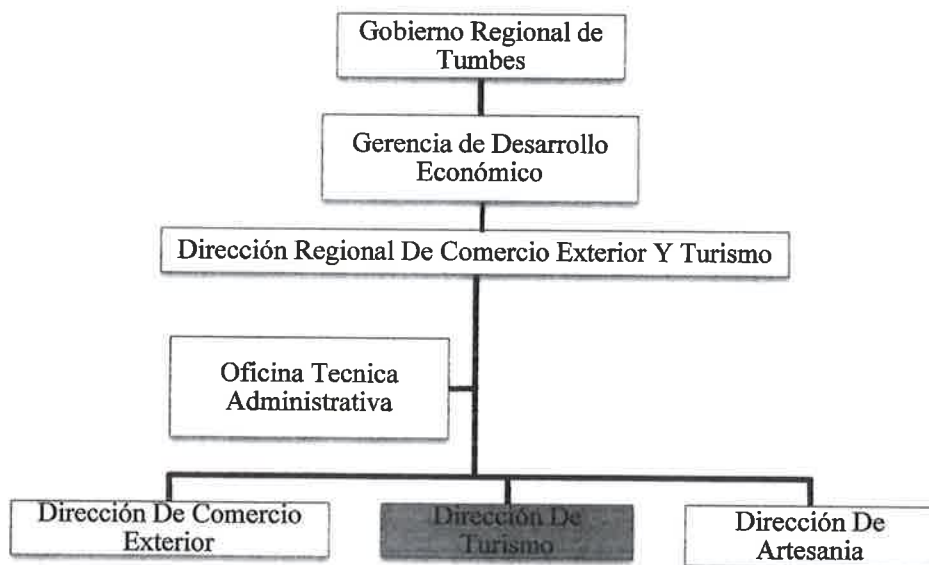 Gobierno Regional de
Tumbes
Gerencia de Desarrollo
Económico
Dirección Regional De Comercio Exterior Y Turismo
Oficina Tecnica
Administrativa
Dirección De Comercio
Exterior
Dirección De
Turismo
Dirección De
Artesania